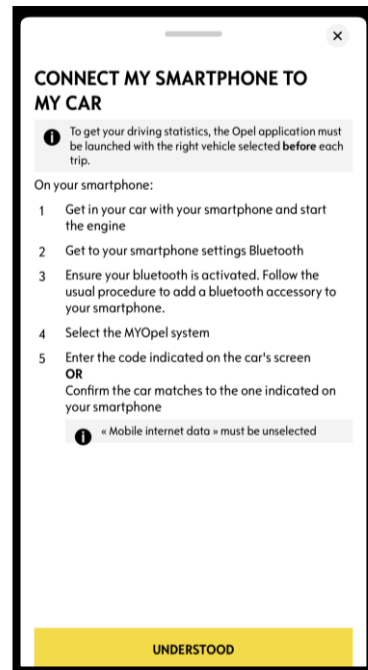 CONNECT MY SMARTPHONE TO
MY CAR
To get your driving statistics, the Opel application must
be launched with the right vehicle selected before each
trip.
On your smartphone:
1 Get in your car with your smartphone and start
the engine
2 Get to your smartphone settings Bluetooth
3 Ensure your bluetooth is activated. Follow the
usual procedure to add a bluetooth accessory to
your smartphone.
4 Select the MYOpel system
5 Enter the code indicated on the car's screen
OR
Confirm the car matches to the one indicated on
your smartphone
« Mobile internet data » must be unselected
UNDERSTOOD